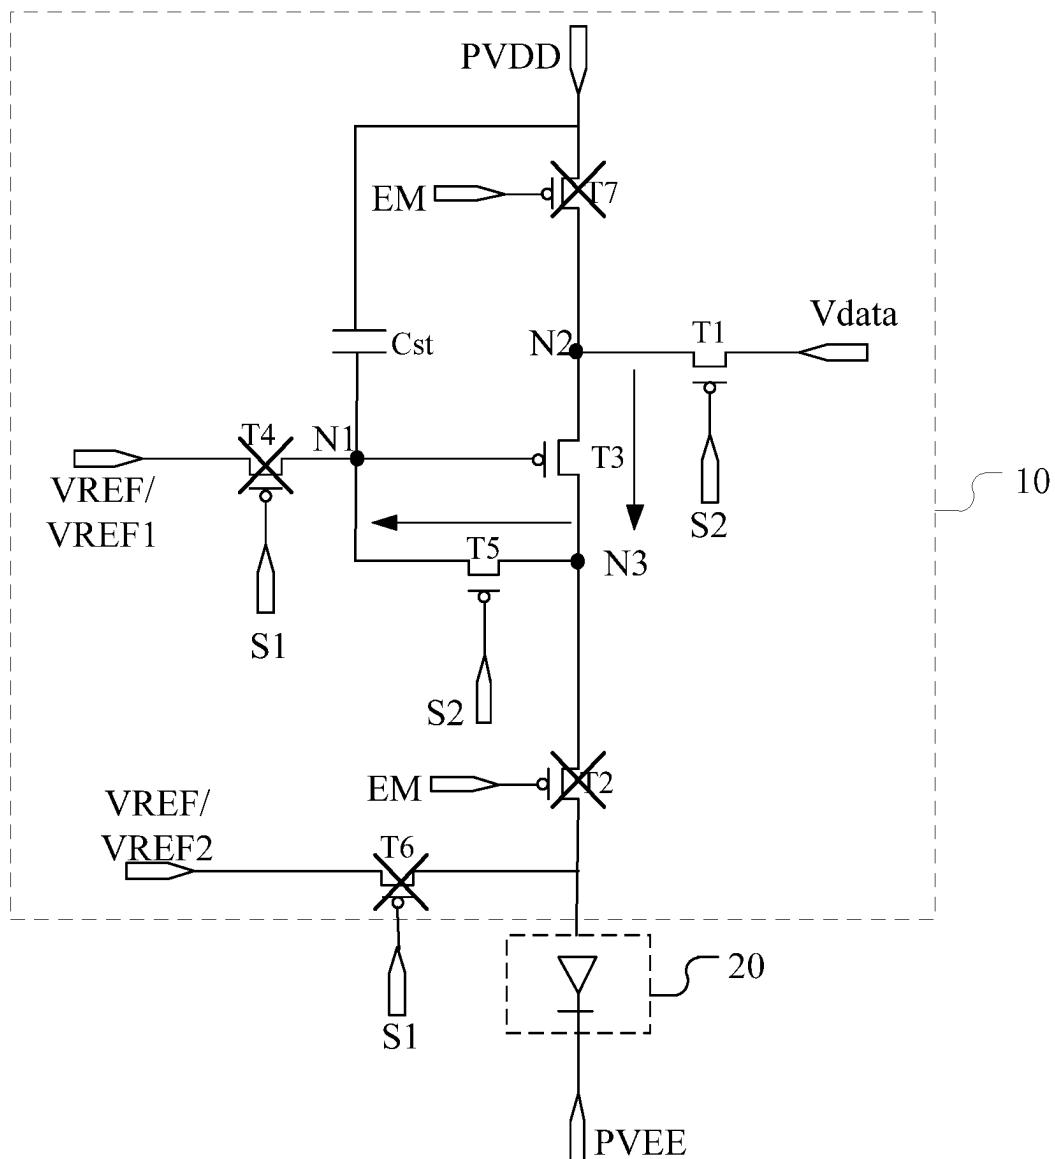 PVDD
EM
T7
Cst
N2
T1
Vdata
T4
N1
T3
VREF/
VREF1
S2
10
T5
N3
S1
S2
EM
T2
VREF/
VREF2
T6
20
S1
PVEE